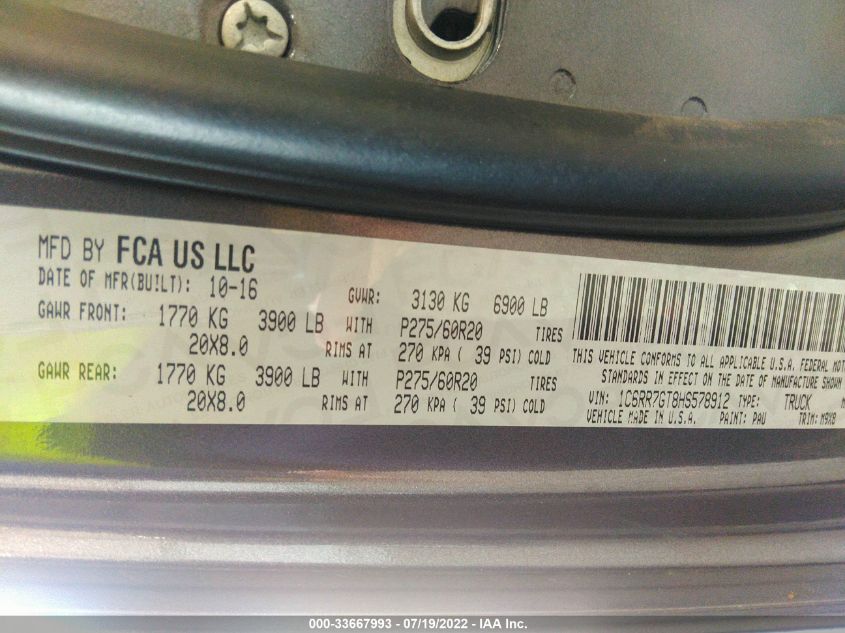 MFD BY FCA US LLC
DATE OF MFR(BUILT): 10-16 GVWR: 3130 KG 6900 LB
GAWR FRONT: 1770 KG 3900 LB WITH P275/60R20 TIRES
20X8.0 RIMS AT 270 KPA ( 39 PSI) COLD
GAWR REAR: 1770 KG 3900 LB WITH P275/60R20 TIRES
20X8.0 RIMS AT 270 KPA ( 39 PSI) COLD
THIS VEHICLE CONFORMS TO ALL APPLICABLE U.S.A. FEDERAL MOT
STANDARDS IN EFFECT ON THE DATE OF MANUFACTURE SHOWN
VIN: 1C6RR7GT8HS578912 TYPE: TRUCK
VEHICLE MADE IN U.S.A. PAINT: PAU TRIM: M9X8
000-33667993 - 07/19/2022 - IAA Inc.